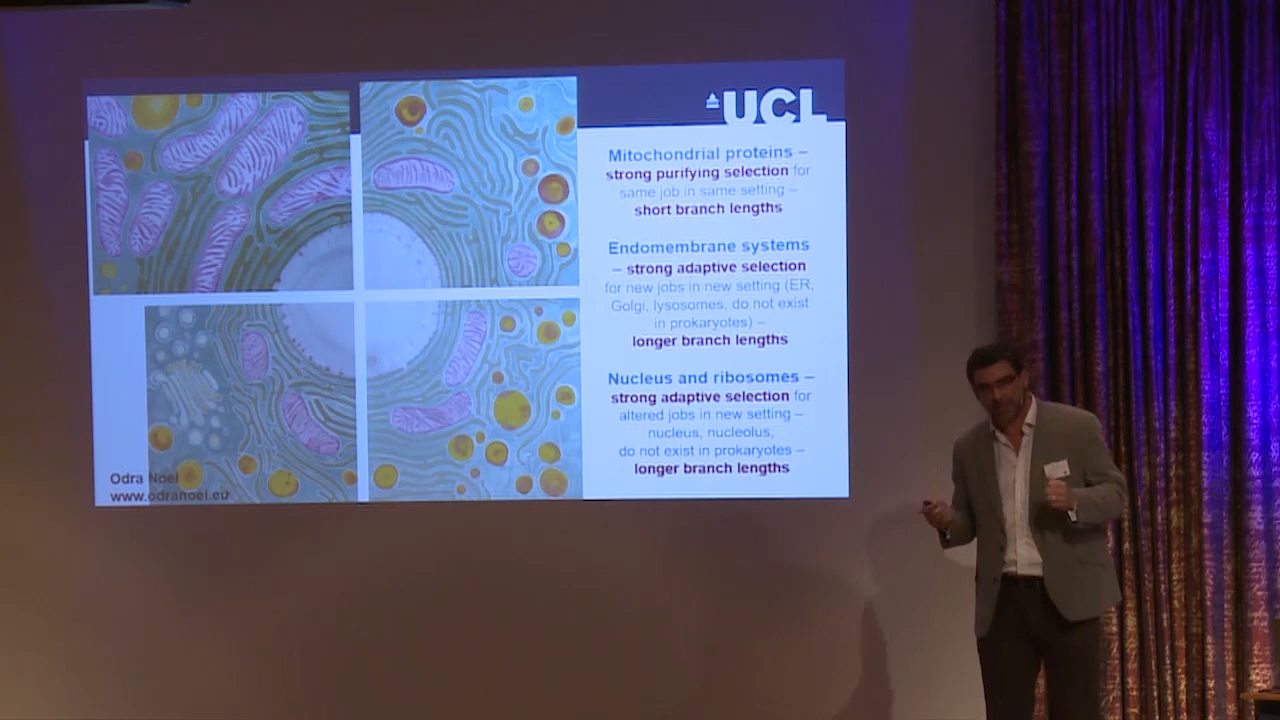 UCL
Mitochondrial proteins –
strong purifying selection for
same job in same setting –
short branch lengths
Endomembrane systems
– strong adaptive selection
for new jobs in new setting (ER,
Golgi, lysosomes, do not exist
in prokaryotes) –
longer branch lengths
Nucleus and ribosomes –
strong adaptive selection for
altered jobs in new setting –
nucleus, nucleolus,
do not exist in prokaryotes –
longer branch lengths
Odra Noel
www.odranoel.eu